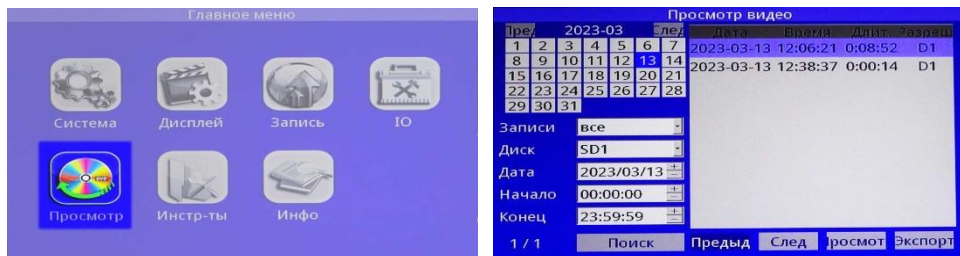 Главное меню
Система Дисплей Запись IO
Просмотр Инстр-ты Инфо
Просмотр видео
Пред 2023-03 След
Дата Время Длит Разреш
1 2 3 4 5 6 7
2023-03-13 12:06:21 0:08:52 D1
8 9 10 11 12 13 14
2023-03-13 12:38:37 0:00:14 D1
15 16 17 18 19 20 21
22 23 24 25 26 27 28
29 30 31
Записи все
Диск SD1
Дата 2023/03/13
Начало 00:00:00
Конец 23:59:59
1 / 1 Поиск Предыд След Просмот Экспорт